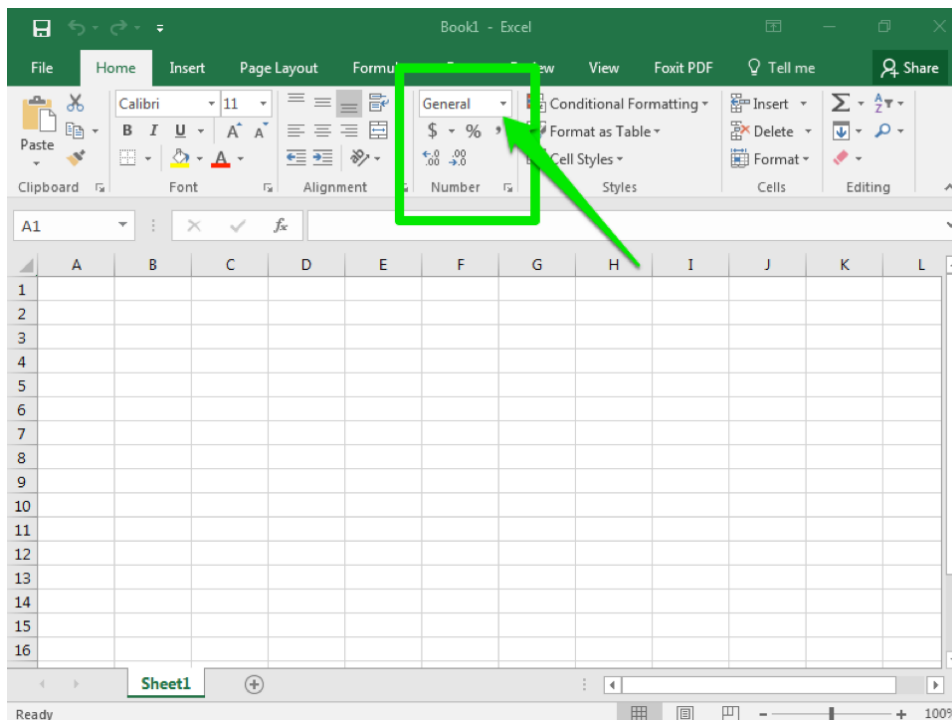 Book1 - Excel
File Home Insert Page Layout View Foxit PDF Tell me Share
Calibri 11 General Conditional Formatting Insert
B I U A A $ % , Format as Table Delete
Paste A Cell Styles Format
Clipboard Font Alignment Number Styles Cells Editing
A1 fx
A B C D E F G H I J K L
1
2
3
4
5
6
7
8
9
10
11
12
13
14
15
16
Sheet1
Ready 100%